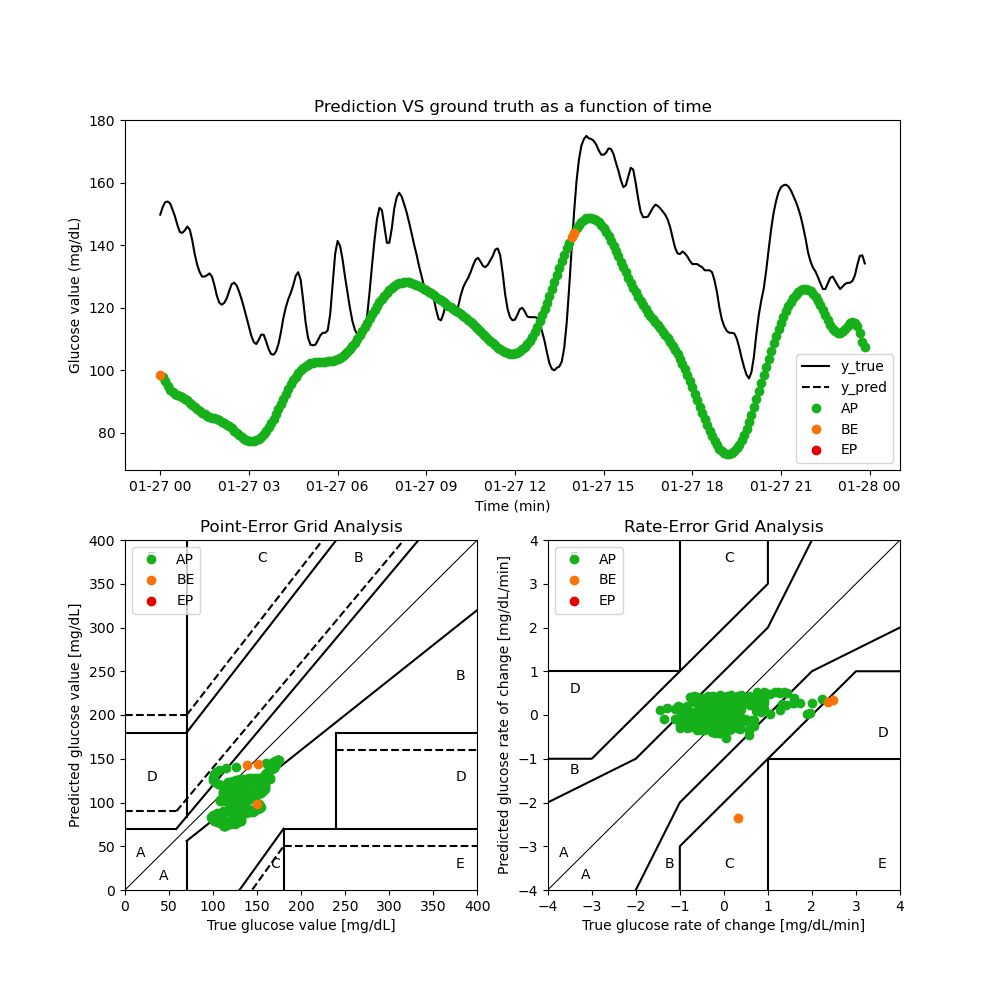 Prediction VS ground truth as a function of time
Glucose value (mg/dL)
180
160
140
120
100
80
01-27 00 01-27 03 01-27 06 01-27 09 01-27 12 01-27 15 01-27 18 01-27 21 01-28 00
Time (min)
y_true
y_pred
AP
BE
EP
Point-Error Grid Analysis
Predicted glucose value [mg/dL]
400
350
300
250
200
150
100
50
0
0 50 100 150 200 250 300 350 400
True glucose value [mg/dL]
AP
BE
EP
C
B
B
D
D
A
A
C
E
Rate-Error Grid Analysis
Predicted glucose rate of change [mg/dL/min]
4
3
2
1
0
−1
−2
−3
−4
−4 −3 −2 −1 0 1 2 3 4
True glucose rate of change [mg/dL/min]
AP
BE
EP
C
D
D
B
A
A
B
C
E